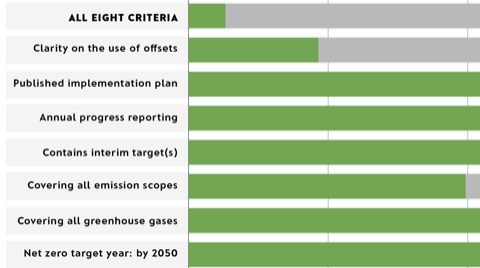 ALL EIGHT CRITERIA
Clarity on the use of offsets
Published implementation plan
Annual progress reporting
Contains interim target(s)
Covering all emission scopes
Covering all greenhouse gases
Net zero target year: by 2050